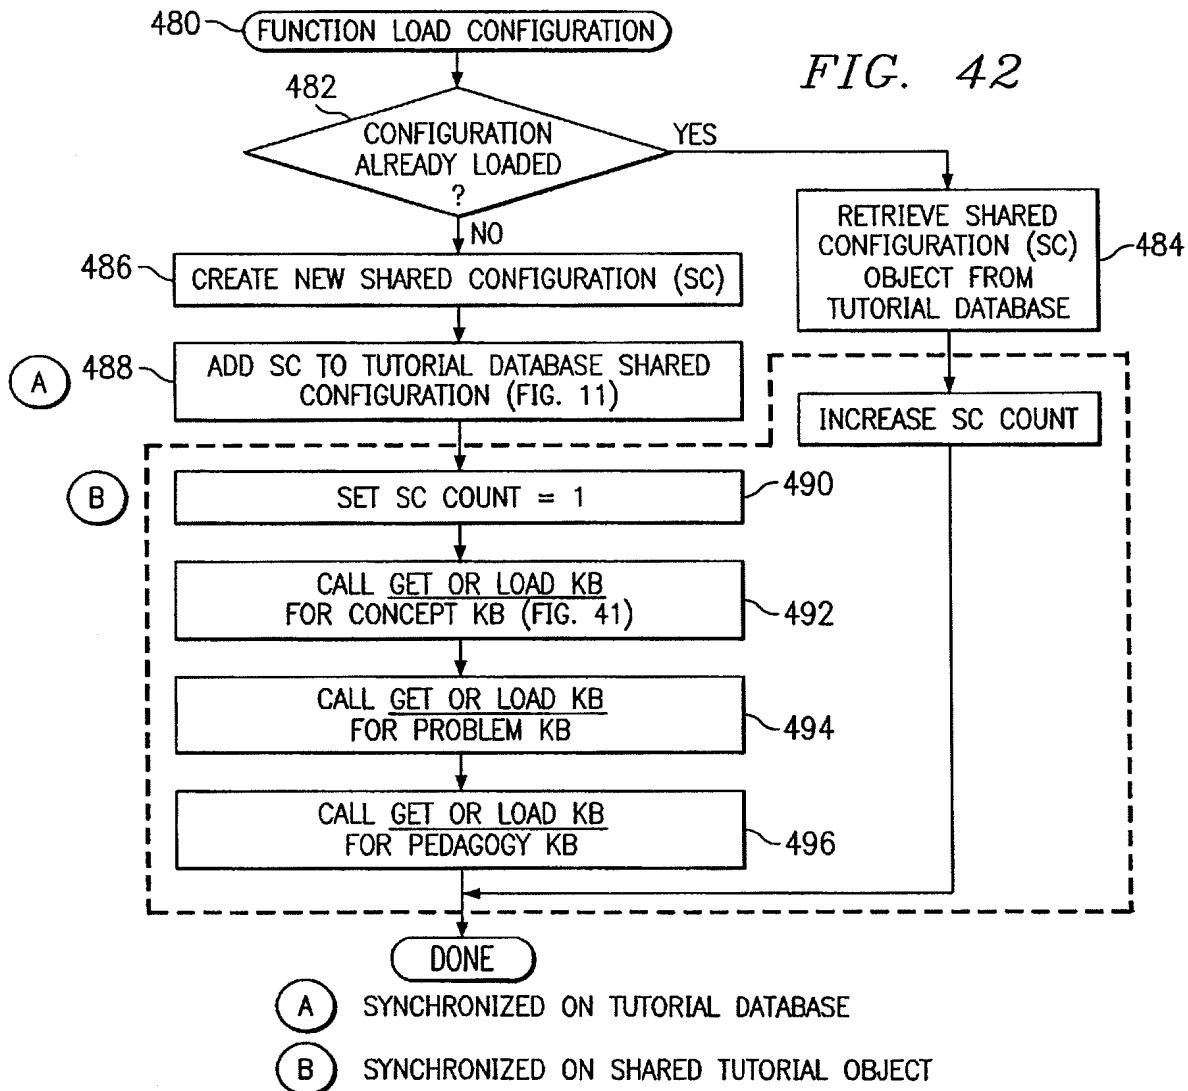 480
FUNCTION LOAD CONFIGURATION
FIG. 42
482
CONFIGURATION
ALREADY LOADED
?
YES
NO
RETRIEVE SHARED
CONFIGURATION (SC)
OBJECT FROM
TUTORIAL DATABASE
484
486
CREATE NEW SHARED CONFIGURATION (SC)
A
488
ADD SC TO TUTORIAL DATABASE SHARED
CONFIGURATION (FIG. 11)
INCREASE SC COUNT
B
SET SC COUNT = 1
490
CALL GET OR LOAD KB
FOR CONCEPT KB (FIG. 41)
492
CALL GET OR LOAD KB
FOR PROBLEM KB
494
CALL GET OR LOAD KB
FOR PEDAGOGY KB
496
DONE
A SYNCHRONIZED ON TUTORIAL DATABASE
B SYNCHRONIZED ON SHARED TUTORIAL OBJECT